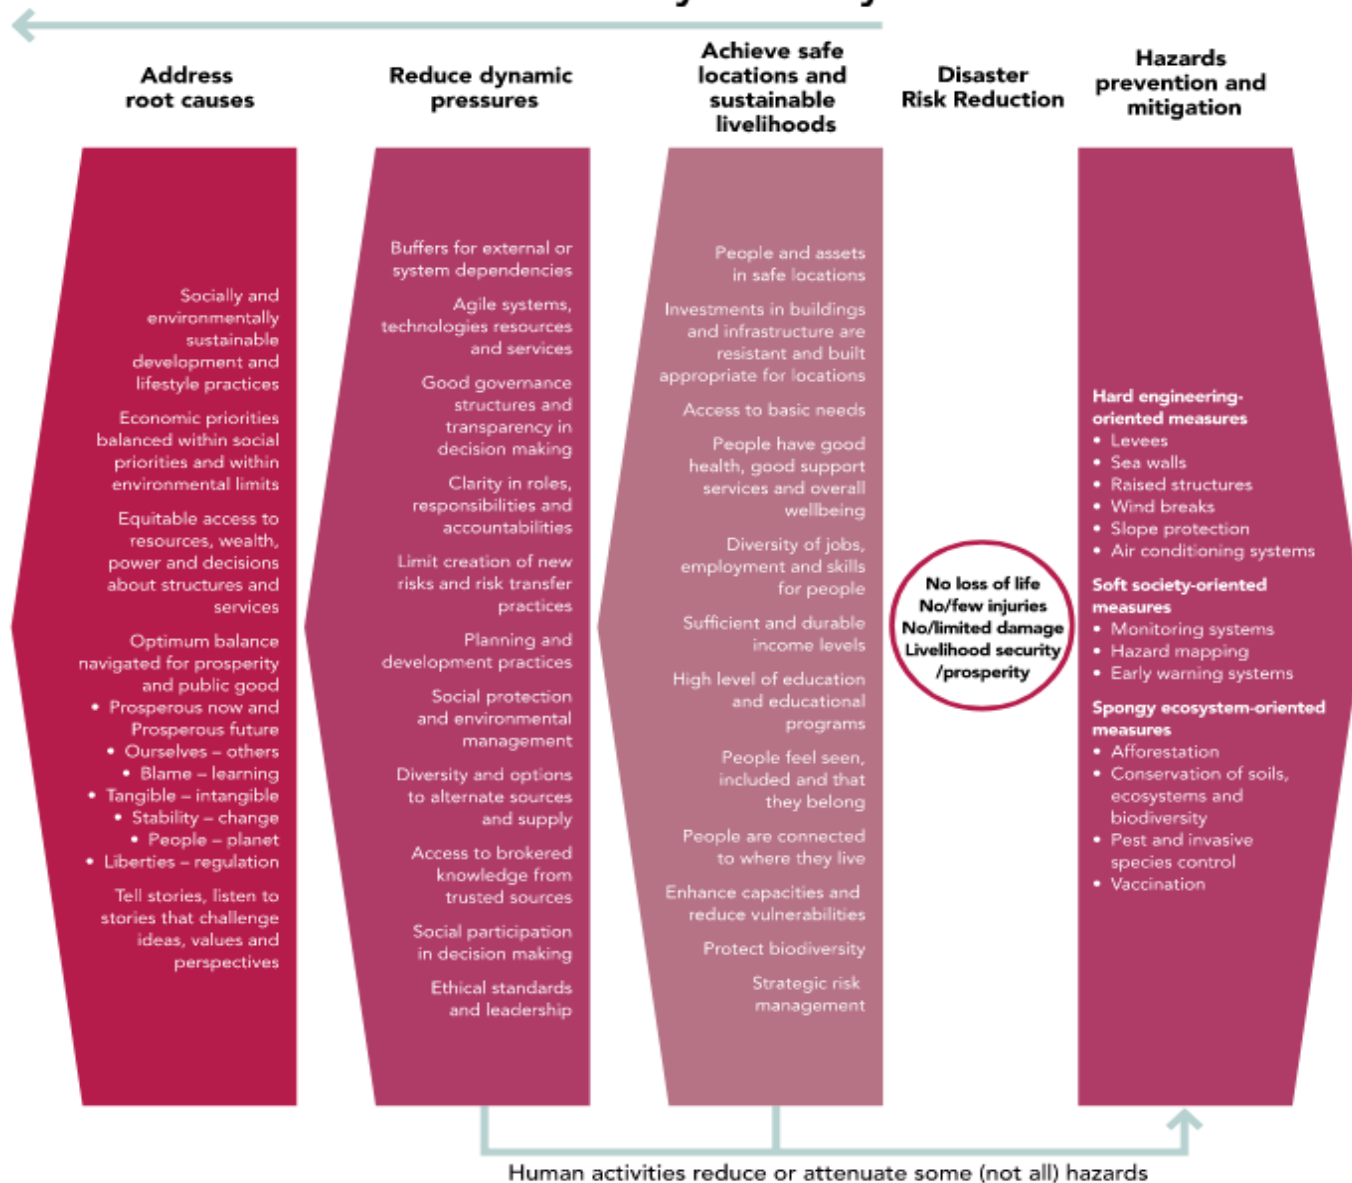 Address
root causes
Reduce dynamic
pressures
Achieve safe
locations and
sustainable
livelihoods
Disaster
Risk Reduction
Hazards
prevention and
mitigation
Socially and
environmentally
sustainable
development and
lifestyle practices
Economic priorities
balanced within social
priorities and within
environmental limits
Equitable access to
resources, wealth,
power and decisions
about structures and
services
Optimum balance
navigated for prosperity
and public good
• Prosperous now and
Prosperous future
• Ourselves – others
• Blame – learning
• Tangible – intangible
• Stability – change
• People – planet
• Liberties – regulation
Tell stories, listen to
stories that challenge
ideas, values and
perspectives
Buffers for external or
system dependencies
Agile systems,
technologies resources
and services
Good governance
structures and
transparency in
decision making
Clarity in roles,
responsibilities and
accountabilities
Limit creation of new
risks and risk transfer
practices
Planning and
development practices
Social protection
and environmental
management
Diversity and options
to alternate sources
and supply
Access to brokered
knowledge from
trusted sources
Social participation
in decision making
Ethical standards
and leadership
People and assets
in safe locations
Investments in buildings
and infrastructure are
resistant and built
appropriate for locations
Access to basic needs
People have good
health, good support
services and overall
wellbeing
Diversity of jobs,
employment and skills
for people
Sufficient and durable
income levels
High level of education
and educational
programs
People feel seen,
included and that
they belong
People are connected
to where they live
Enhance capacities and
reduce vulnerabilities
Protect biodiversity
Strategic risk
management
No loss of life
No/few injuries
No/limited damage
Livelihood security
/prosperity
Hard engineering-
oriented measures
• Levees
• Sea walls
• Raised structures
• Wind breaks
• Slope protection
• Air conditioning systems
Soft society-oriented
measures
• Monitoring systems
• Hazard mapping
• Early warning systems
Spongy ecosystem-oriented
measures
• Afforestation
• Conservation of soils,
ecosystems and
biodiversity
• Pest and invasive
species control
• Vaccination
Human activities reduce or attenuate some (not all) hazards